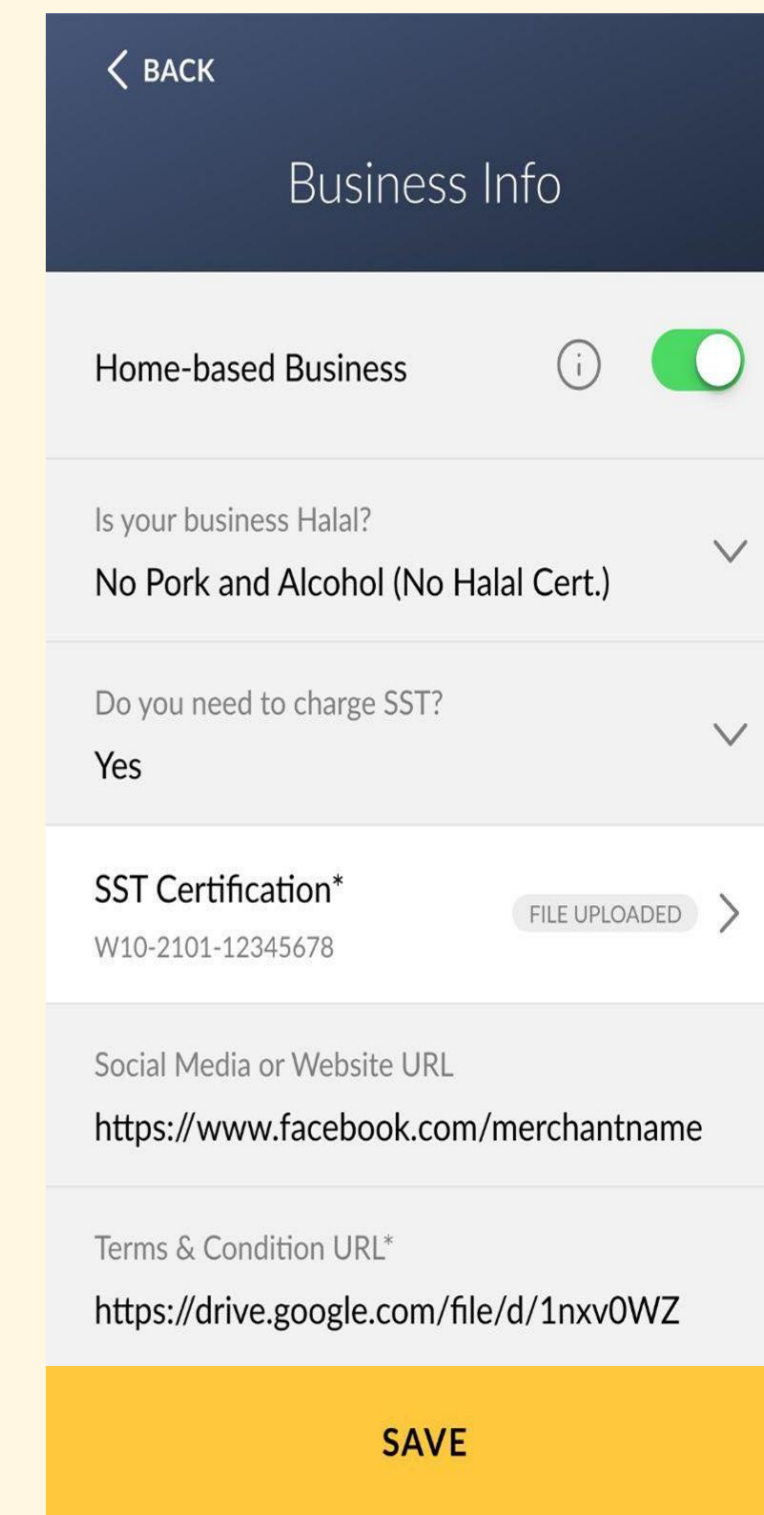 BACK
Business Info
Home-based Business
Is your business Halal?
No Pork and Alcohol (No Halal Cert.)
Do you need to charge SST?
Yes
SST Certification*
FILE UPLOADED
W10-2101-12345678
Social Media or Website URL
https://www.facebook.com/merchantname
Terms & Condition URL*
https://drive.google.com/file/d/1nxv0WZ
SAVE